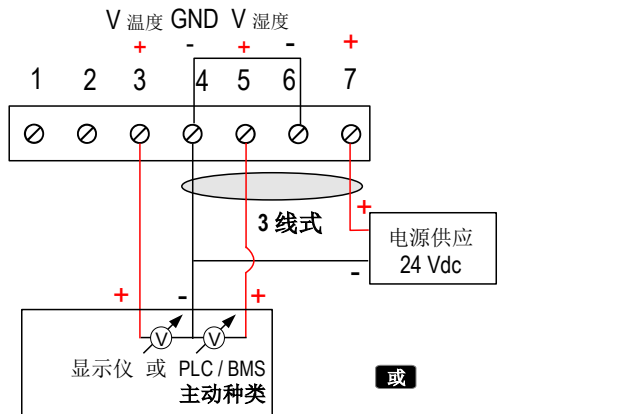 V 温度 GND V 湿度
+ - + - +
1 2 3 4 5 6 7
3 线式
+
电源供应
24 Vdc
-
+ - +
V V
显示仪 或 PLC / BMS
主动种类
或